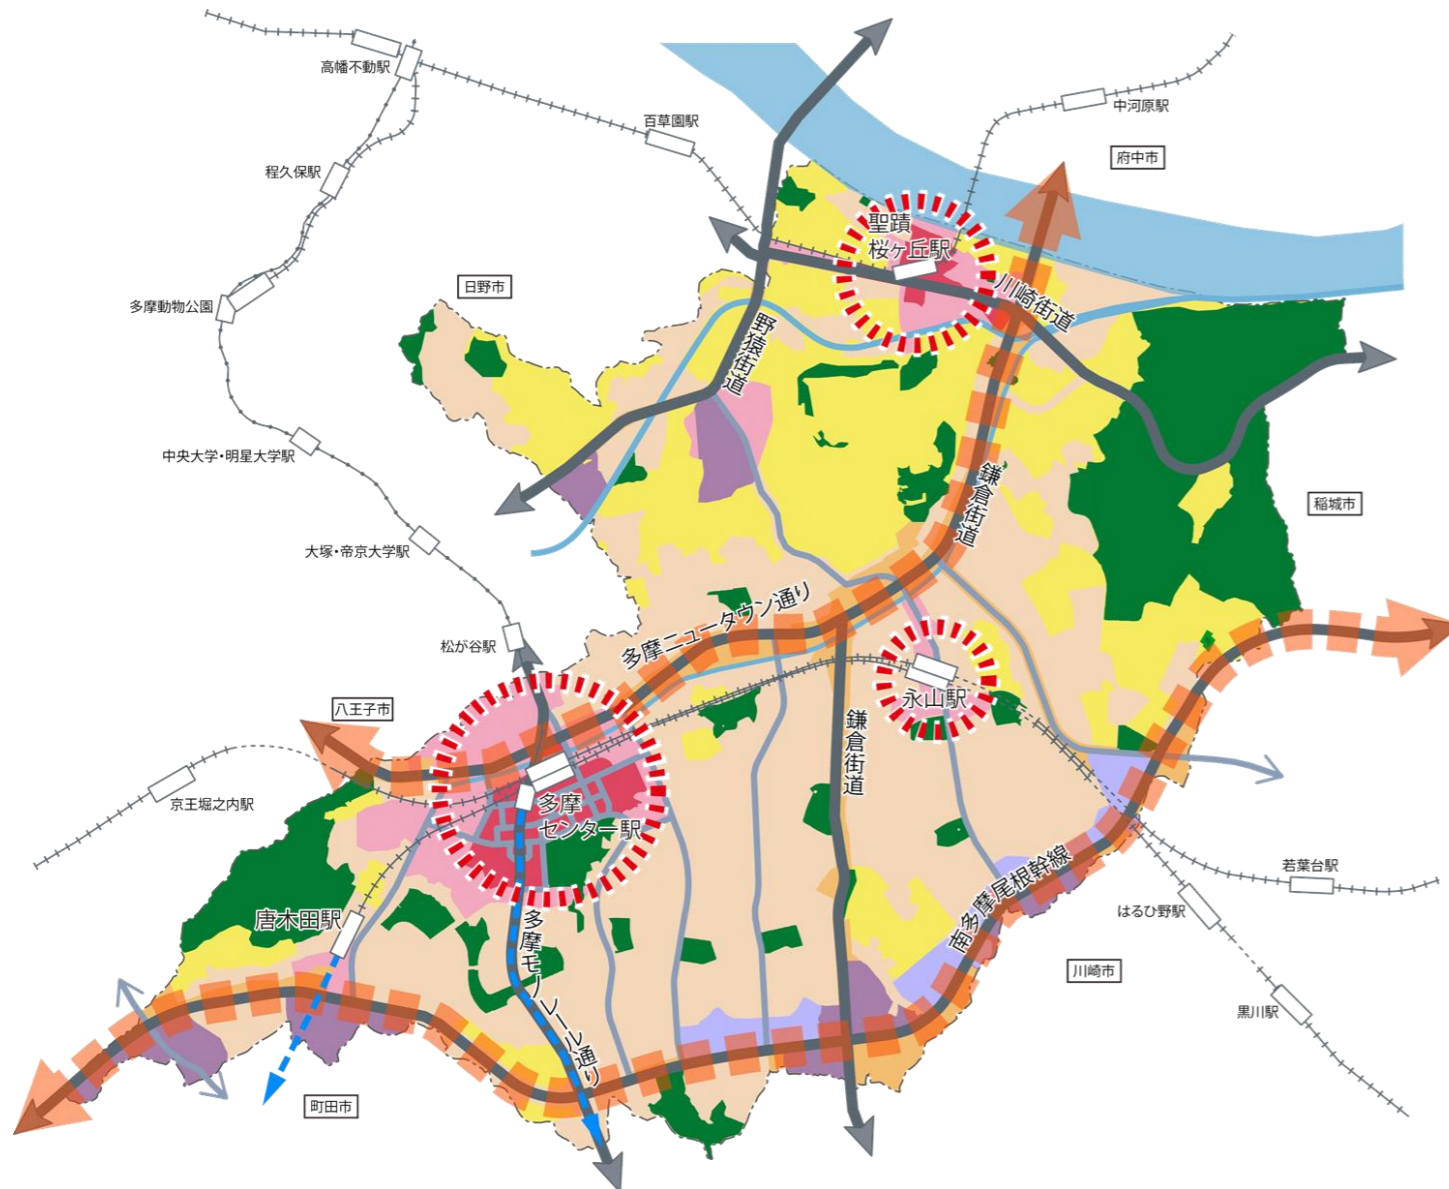 高幡不動駅
百草園駅
中河原駅
府中市
程久保駅
聖蹟
桜ヶ丘駅
日野市
川崎街道
多摩動物公園
野猿街道
中央大学・明星大学駅
鎌倉街道
稲城市
大塚・帝京大学駅
多摩ニュータウン通り
松が谷駅
永山駅
八王子市
鎌倉街道
京王堀之内駅
多摩
センター駅
南多摩尾根幹線
若葉台駅
はるひ野駅
唐木田駅
多摩モノレール通り
川崎市
黒川駅
町田市